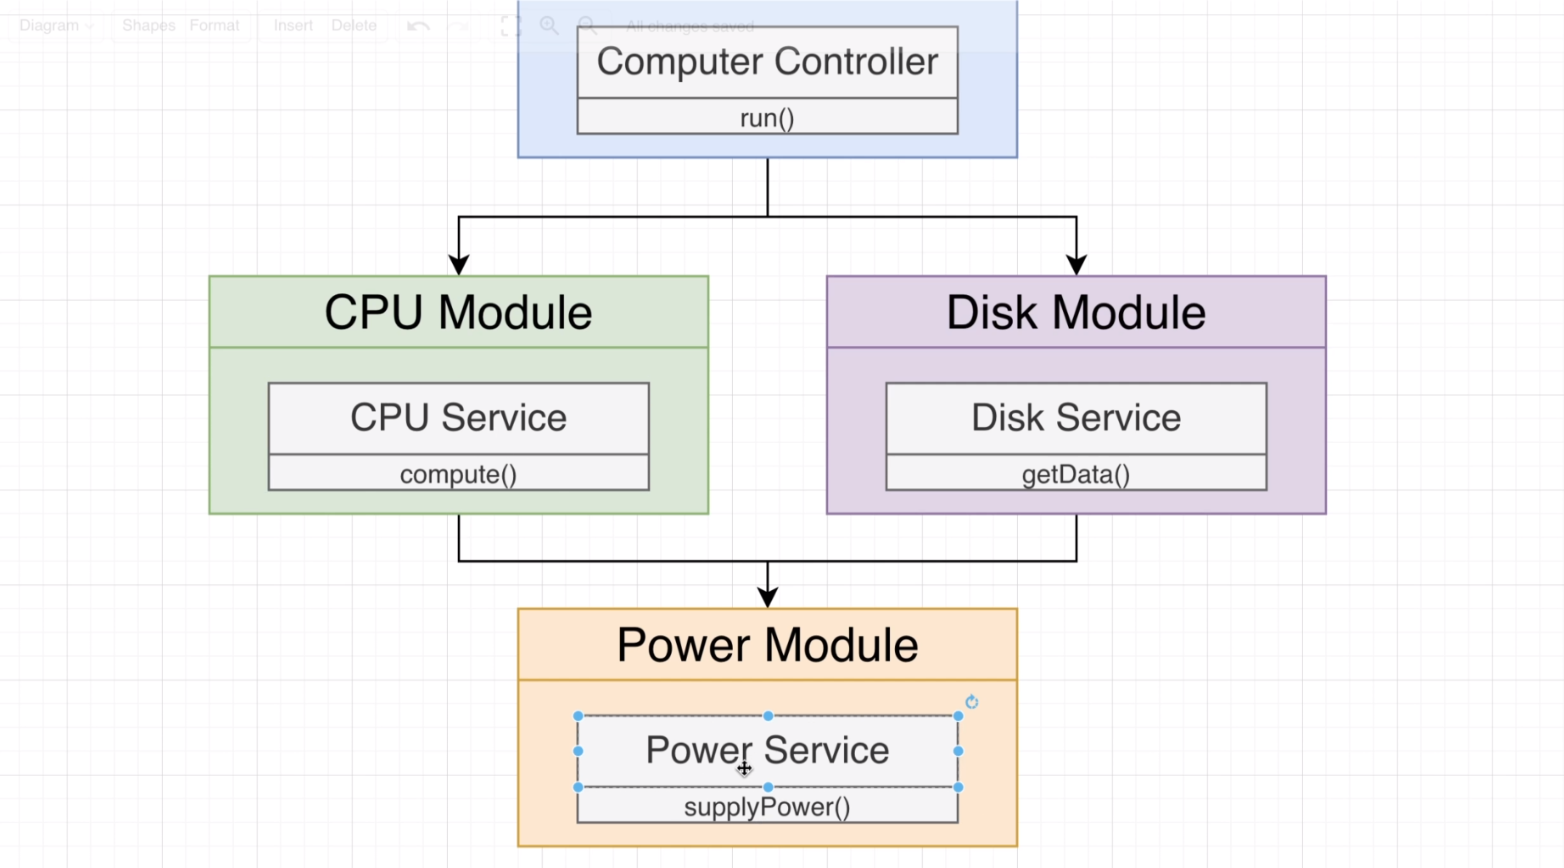 Diagram Shapes Format Insert Delete All changes saved
Computer Controller
run()
CPU Module
Disk Module
CPU Service
Disk Service
compute()
getData()
Power Module
Power Service
supplyPower()